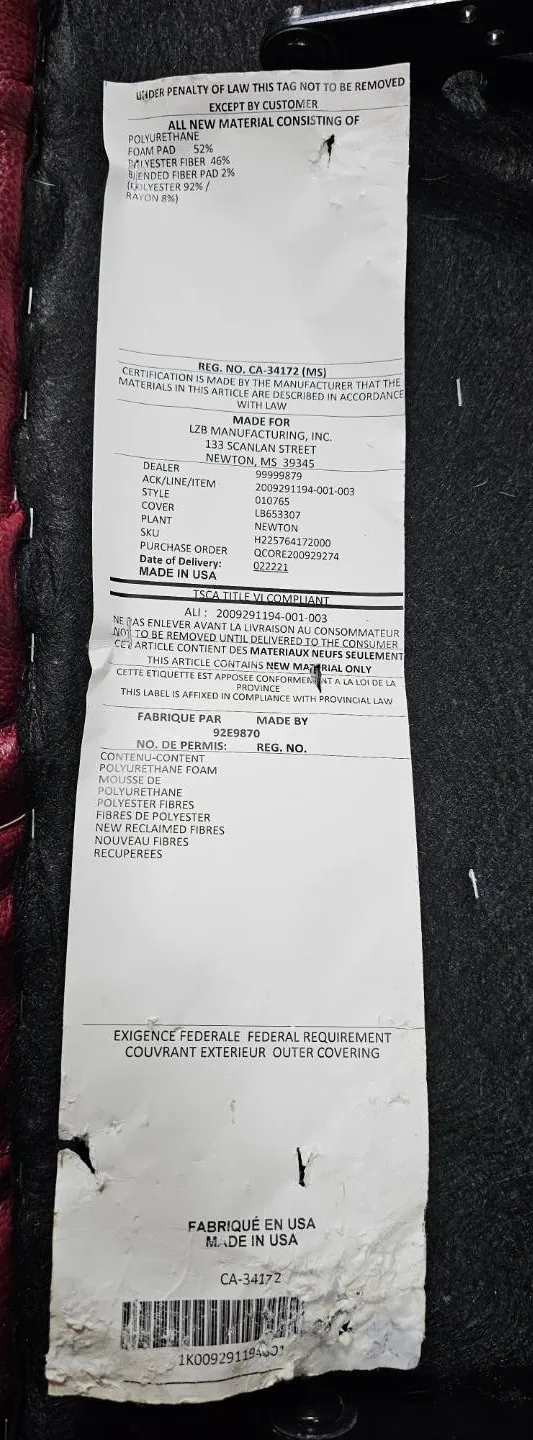 UNDER PENALTY OF LAW THIS TAG NOT TO BE REMOVED
EXCEPT BY CUSTOMER
ALL NEW MATERIAL CONSISTING OF
POLYURETHANE
FOAM PAD 52%
POLYESTER FIBER 46%
BLENDED FIBER PAD 2%
(POLYESTER 92% /
RAYON 8%)
REG. NO. CA-34172 (MS)
CERTIFICATION IS MADE BY THE MANUFACTURER THAT THE
MATERIALS IN THIS ARTICLE ARE DESCRIBED IN ACCORDANCE
WITH LAW
MADE FOR
LZB MANUFACTURING, INC.
133 SCANLAN STREET
NEWTON, MS 39345
DEALER 99999879
ACK/LINE/ITEM 2009291194-001-003
STYLE 010765
COVER LB653307
PLANT NEWTON
SKU H225764172000
PURCHASE ORDER QCORE200929274
Date of Delivery: 022221
MADE IN USA
TSCA TITLE VI COMPLIANT
ALI : 2009291194-001-003
NE PAS ENLEVER AVANT LA LIVRAISON AU CONSOMMATEUR
NOT TO BE REMOVED UNTIL DELIVERED TO THE CONSUMER
CET ARTICLE CONTIENT DES MATERIAUX NEUFS SEULEMENT
THIS ARTICLE CONTAINS NEW MATERIAL ONLY
CETTE ETIQUETTE EST APPOSEE CONFORMEMENT A LA LOI DE LA
PROVINCE
THIS LABEL IS AFFIXED IN COMPLIANCE WITH PROVINCIAL LAW
FABRIQUE PAR MADE BY
92E9870
NO. DE PERMIS: REG. NO.
CONTENU-CONTENT
POLYURETHANE FOAM
MOUSSE DE
POLYURETHANE
POLYESTER FIBRES
FIBRES DE POLYESTER
NEW RECLAIMED FIBRES
NOUVEAU FIBRES
RECUPEREES
EXIGENCE FEDERALE FEDERAL REQUIREMENT
COUVRANT EXTERIEUR OUTER COVERING
FABRIQUÉ EN USA
MADE IN USA
CA-34172